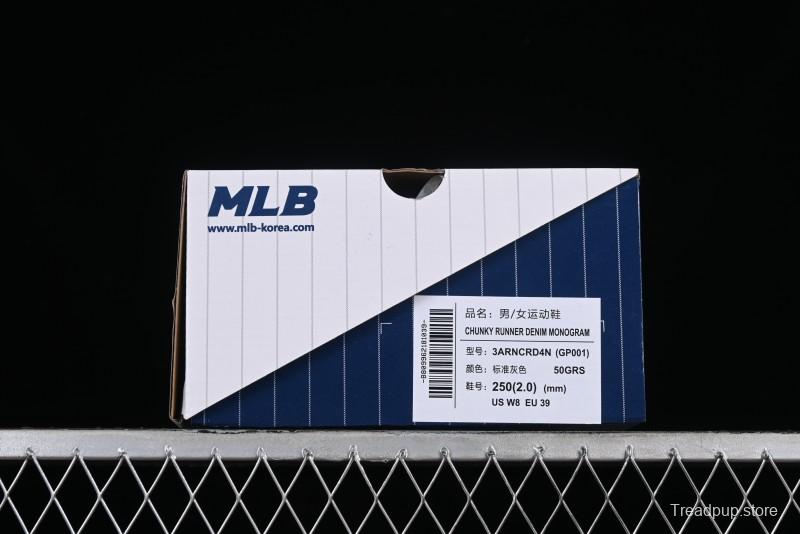 MLB
www.mlb-korea.com
品名：男/女运动鞋
CHUNKY RUNNER DENIM MONOGRAM
型号：3ARNCRD4N (GP001)
颜色：标准灰色 50GRS
鞋号：250(2.0) (mm)
US W8 EU 39
Treadpup.store